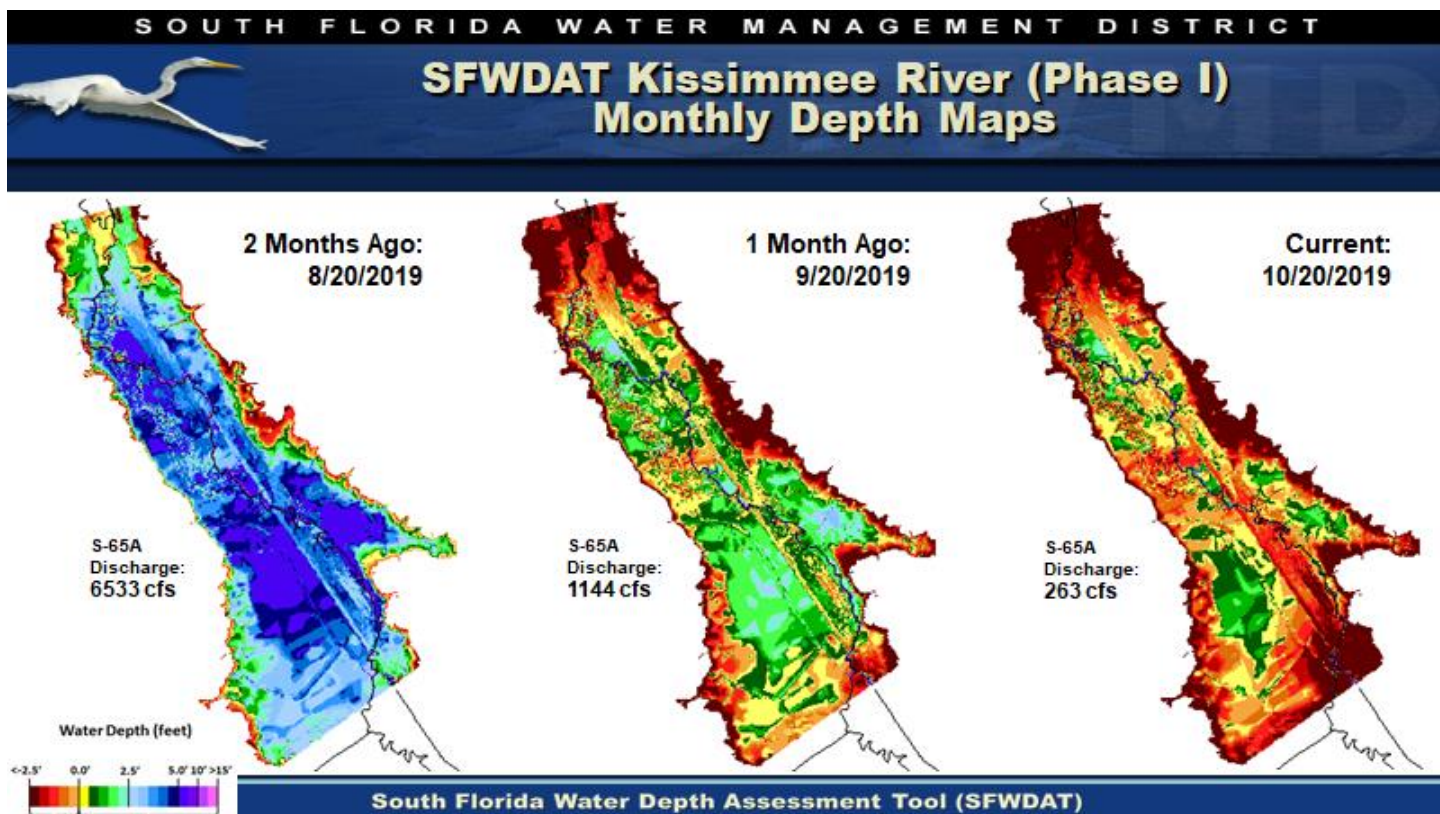 SOUTH FLORIDA WATER MANAGEMENT DISTRICT
SFWDAT Kissimmee River (Phase I)
Monthly Depth Maps
2 Months Ago:
8/20/2019
S-65A
Discharge:
6533 cfs
1 Month Ago:
9/20/2019
S-65A
Discharge:
1144 cfs
Current:
10/20/2019
S-65A
Discharge:
263 cfs
Water Depth (feet)
<-2.5' 0.0' 2.5' 5.0' 10' >15'
South Florida Water Depth Assessment Tool (SFWDAT)